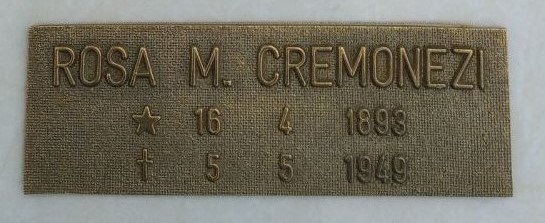 ROSA M. CREMONEZI
★ 16 4 1893
✝ 5 5 1949